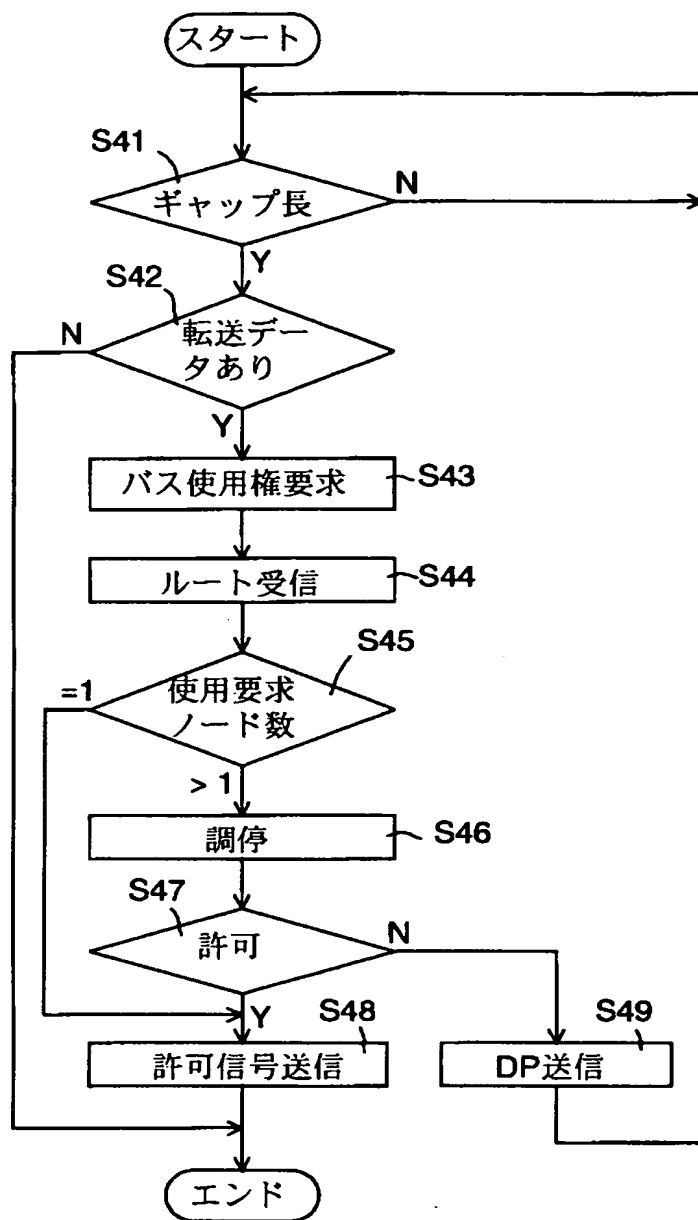 スタート
S41
ギャップ長
N
Y
S42
N
転送デー
タあり
Y
バス使用権要求
S43
ルート受信
S44
S45
=1
使用要求
ノード数
> 1
調停
S46
S47
許可
N
Y
S48
許可信号送信
S49
DP送信
エンド